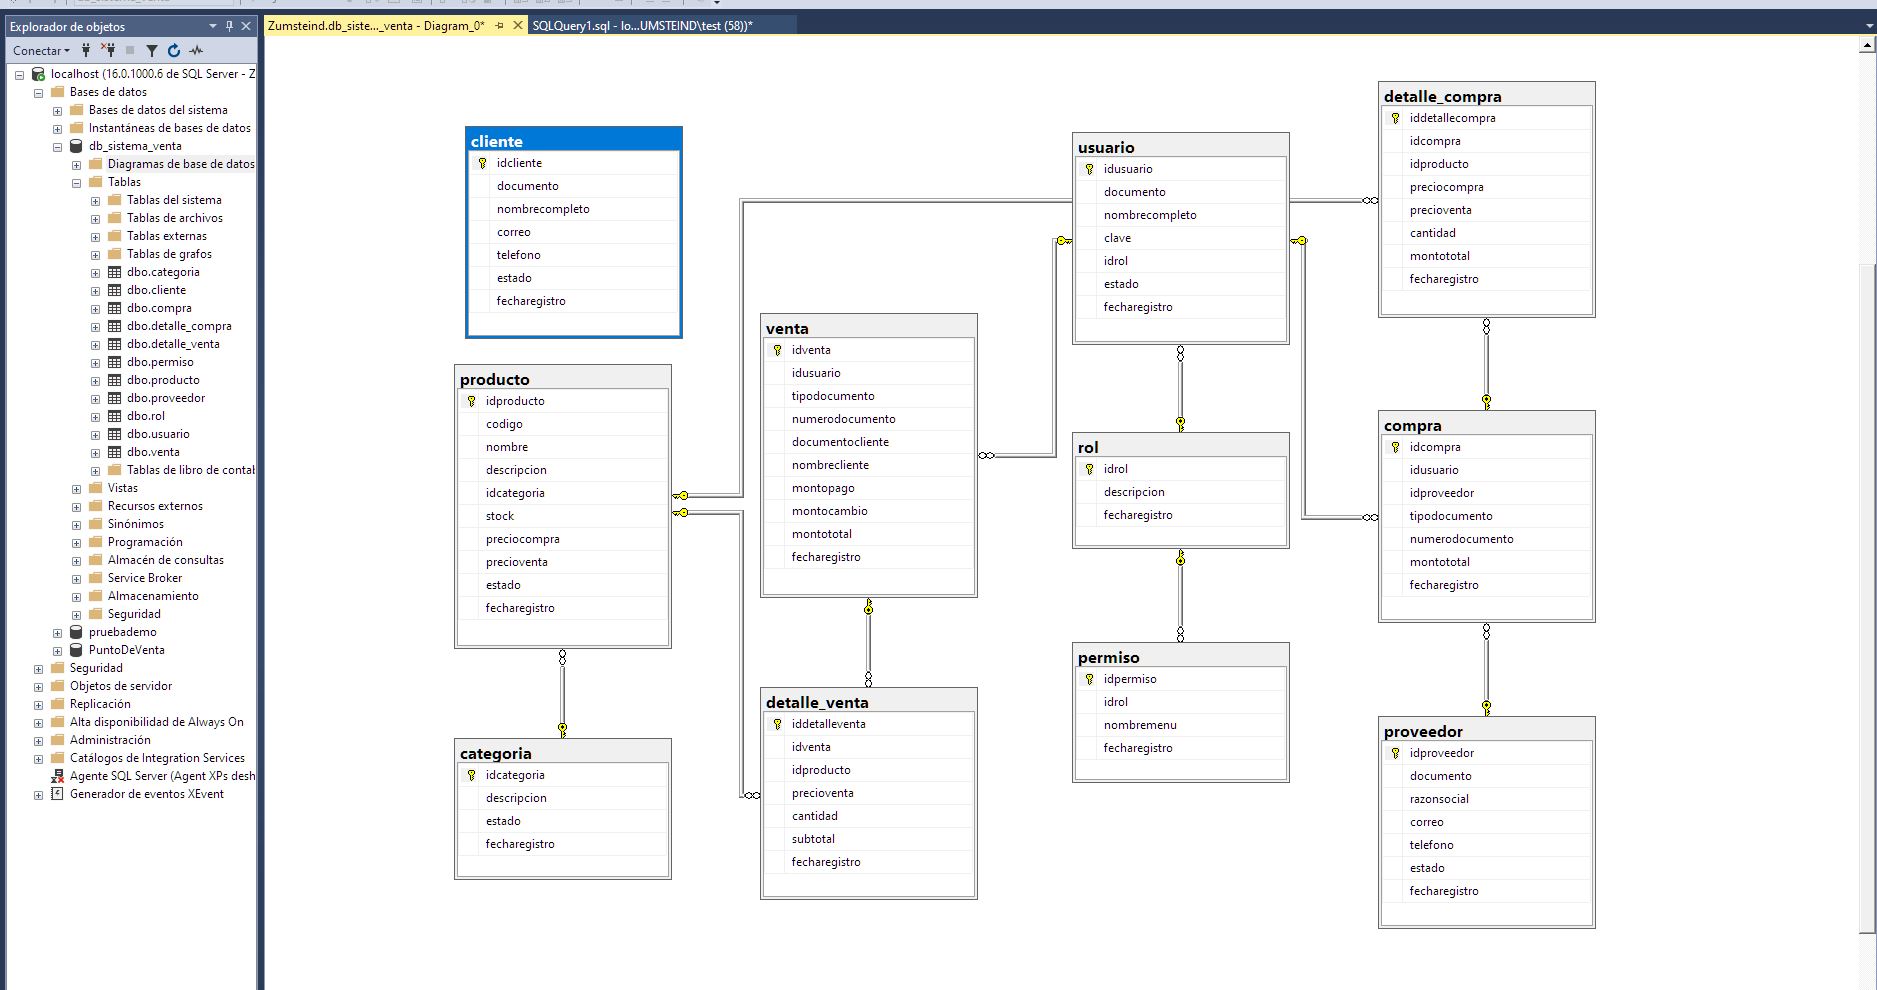 Explorador de objetos
Zumsteind.db_siste..._venta - Diagram_0*
SQLQuery1.sql - lo...UMSTEIND\test (58))*
Conectar
localhost (16.0.1000.6 de SQL Server - Z
Bases de datos
Bases de datos del sistema
Instantáneas de bases de datos
db_sistema_venta
Diagramas de base de datos
Tablas
Tablas del sistema
Tablas de archivos
Tablas externas
Tablas de grafos
dbo.categoria
dbo.cliente
dbo.compra
dbo.detalle_compra
dbo.detalle_venta
dbo.permiso
dbo.producto
dbo.proveedor
dbo.rol
dbo.usuario
dbo.venta
Tablas de libro de contal
Vistas
Recursos externos
Sinónimos
Programación
Almacén de consultas
Service Broker
Almacenamiento
Seguridad
pruebademo
PuntoDeVenta
Seguridad
Objetos de servidor
Replicación
Alta disponibilidad de Always On
Administración
Catálogos de Integration Services
Agente SQL Server (Agent XPs desh
Generador de eventos XEvent
cliente
idcliente
documento
nombrecompleto
correo
telefono
estado
fecharegistro
producto
idproducto
codigo
nombre
descripcion
idcategoria
stock
preciocompra
precioventa
estado
fecharegistro
categoria
idcategoria
descripcion
estado
fecharegistro
venta
idventa
idusuario
tipodocumento
numerodocumento
documentocliente
nombrecliente
montopago
montocambio
montototal
fecharegistro
detalle_venta
iddetalleventa
idventa
idproducto
precioventa
cantidad
subtotal
fecharegistro
usuario
idusuario
documento
nombrecompleto
clave
idrol
estado
fecharegistro
rol
idrol
descripcion
fecharegistro
permiso
idpermiso
idrol
nombremenu
fecharegistro
detalle_compra
iddetallecompra
idcompra
idproducto
preciocompra
precioventa
cantidad
montototal
fecharegistro
compra
idcompra
idusuario
idproveedor
tipodocumento
numerodocumento
montototal
fecharegistro
proveedor
idproveedor
documento
razonsocial
correo
telefono
estado
fecharegistro